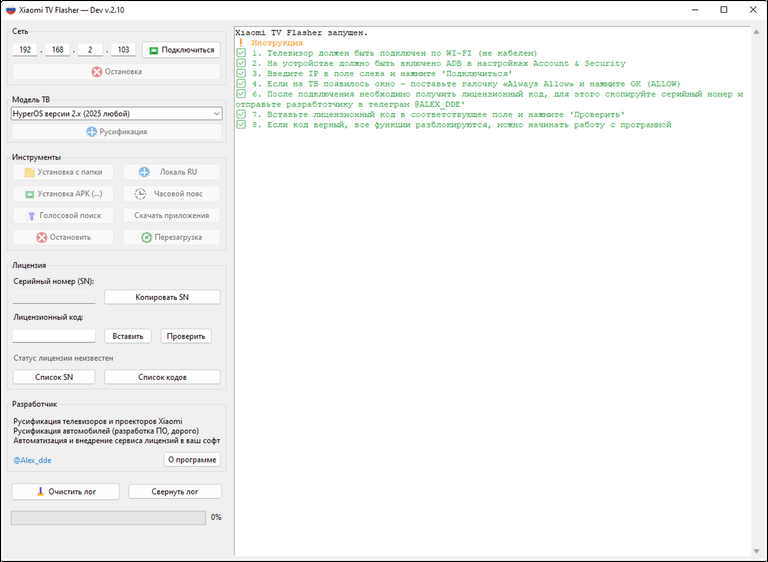 Xiaomi TV Flasher — Dev v.2.10
Сеть
192 . 168 . 2 . 103 Подключиться
Остановка
Модель ТВ
HyperOS версии 2.x (2025 любой)
Русификация
Инструменты
Установка с папки Локаль RU
Установка APK (...) Часовой пояс
Голосовой поиск Скачать приложения
Остановить Перезагрузка
Лицензия
Серийный номер (SN):
Копировать SN
Лицензионный код:
Вставить Проверить
Статус лицензии неизвестен
Список SN Список кодов
Разработчик
Русификация телевизоров и проекторов Xiaomi
Русификация автомобилей (разработка ПО, дорого)
Автоматизация и внедрение сервиса лицензий в ваш софт
@Alex_dde О программе
Очистить лог Свернуть лог
0%
Xiaomi TV Flasher запущен.
Инструкция
1. Телевизор должен быть подключен по WI-FI (не кабелем)
2. На устройстве должно быть включено ADB в настройках Account & Security
3. Введите IP в поле слева и нажмите 'Подключиться'
4. Если на ТВ появилось окно - поставьте галочку «Always Allow» и нажмите OK (ALLOW)
6. После подключения необходимо получить лицензионный код, для этого скопируйте серийный номер и
отправьте разработчику в телеграм @ALEX_DDE'
7. Вставьте лицензионный код в соответствующее поле и нажмите 'Проверить'
8. Если код верный, все функции разблокируются, можно начинать работу с программой